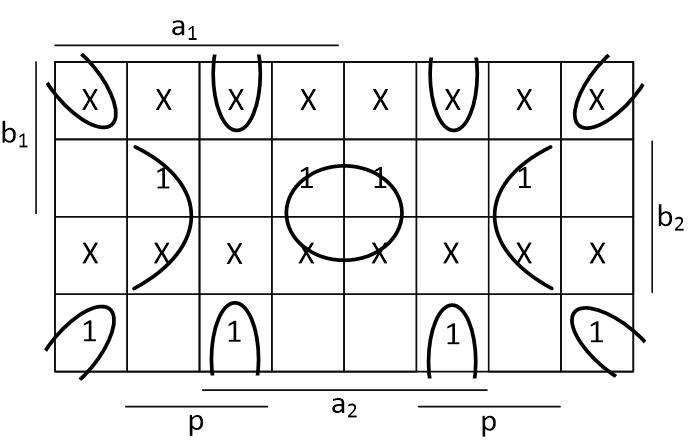 a₁
b₁
X X X X X X X X
1 1 1 1
b₂
X X X X X X X X
1 1 1 1
a₂
p p